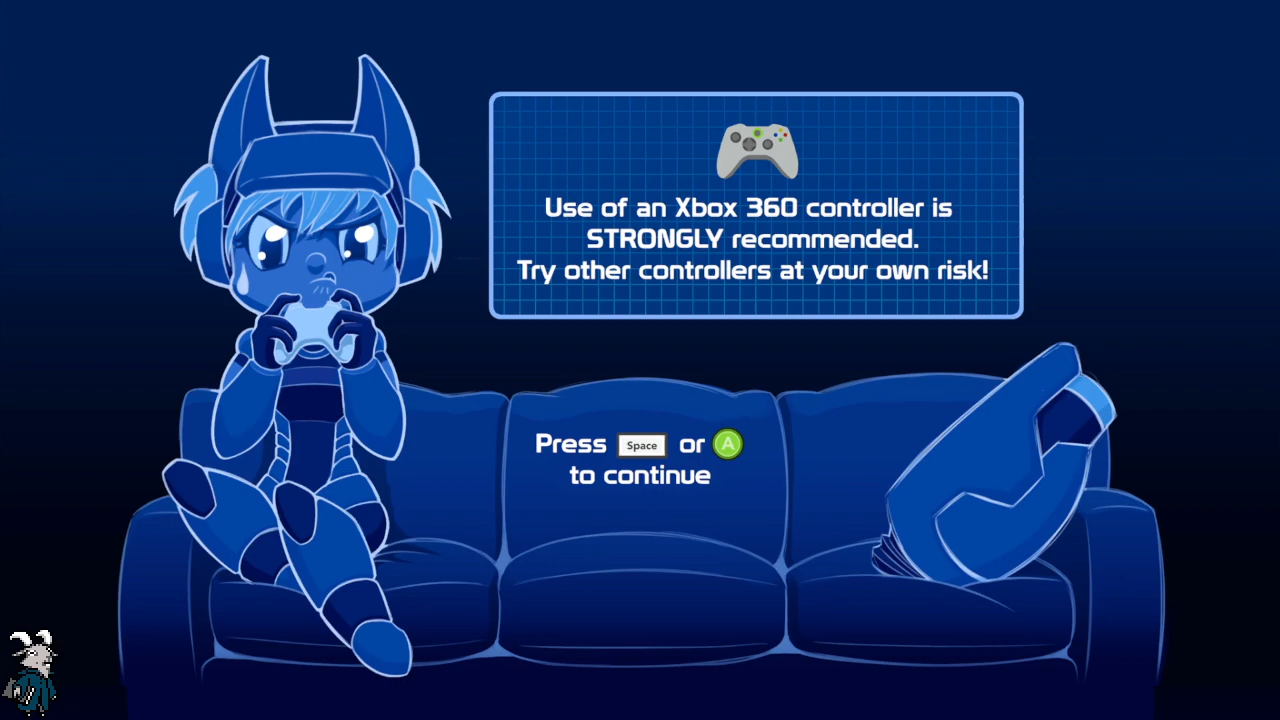 Use of an Xbox 360 controller is
STRONGLY recommended.
Try other controllers at your own risk!
Press Space or A
to continue